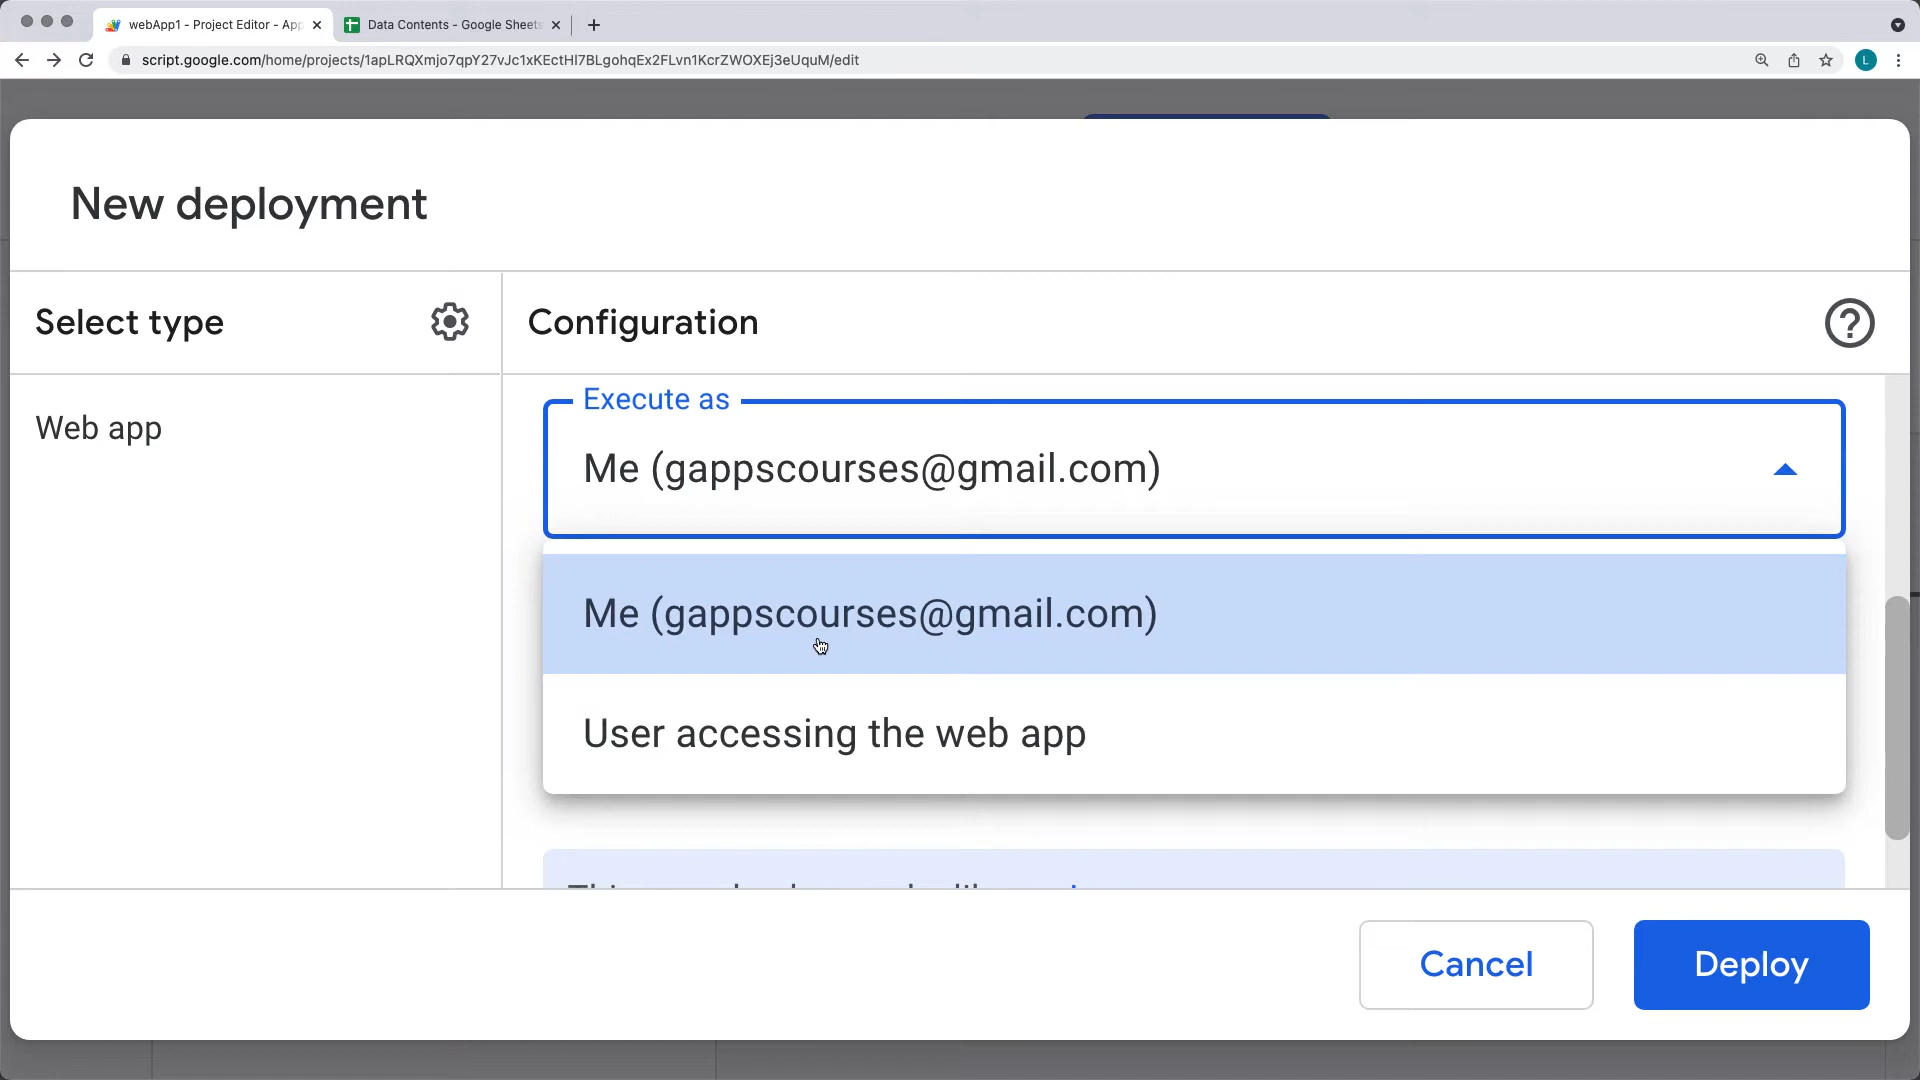 webApp1 - Project Editor - App
Data Contents - Google Sheets
script.google.com/home/projects/1apLRQXmjo7qpY27vJc1xKEctHl7BLgohqEx2FLvn1KcrZWOXEj3eUquM/edit
L
New deployment
Select type
Configuration
Web app
Execute as
Me (gappscourses@gmail.com)
Me (gappscourses@gmail.com)
User accessing the web app
Cancel
Deploy